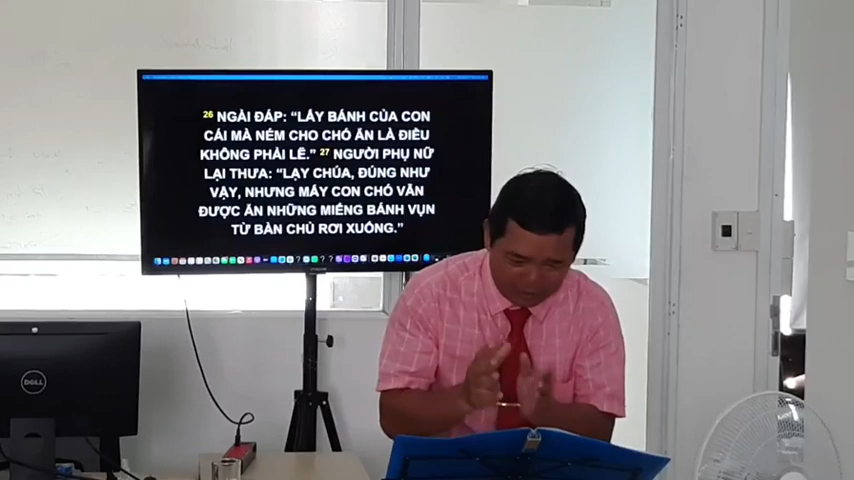 26 NGÀI ĐÁP: “LẤY BÁNH CỦA CON
CÁI MÀ NÉM CHO CHÓ ĂN LÀ ĐIỀU
KHÔNG PHẢI LẼ.” 27 NGƯỜI PHỤ NỮ
LẠI THƯA: “LẠY CHÚA, ĐÚNG NHƯ
VẬY, NHƯNG MẤY CON CHÓ VẪN
ĐƯỢC ĂN NHỮNG MIẾNG BÁNH VỤN
TỪ BÀN CHỦ RƠI XUỐNG.”
DELL